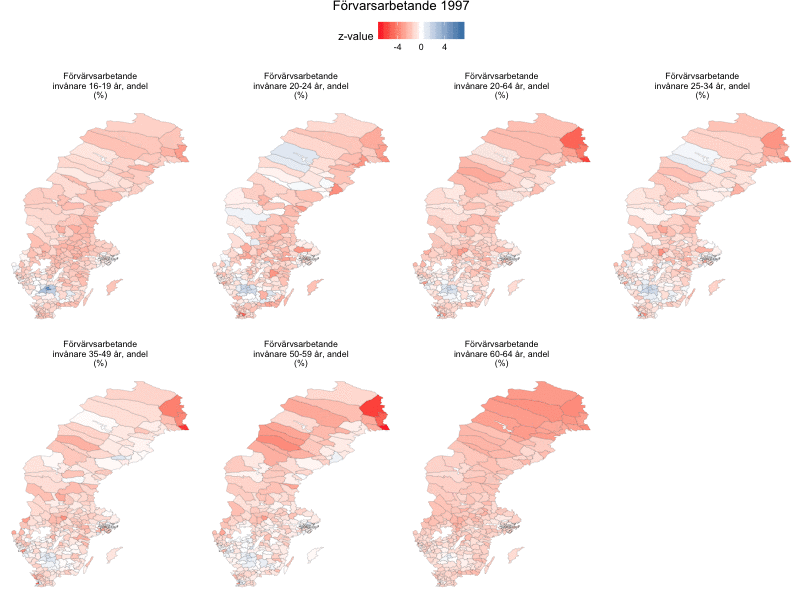 Förvarsarbetande 1997
z-value
-4 0 4
Förvärvsarbetande
invånare 16-19 år, andel
(%)
Förvärvsarbetande
invånare 20-24 år, andel
(%)
Förvärvsarbetande
invånare 20-64 år, andel
(%)
Förvärvsarbetande
invånare 25-34 år, andel
(%)
Förvärvsarbetande
invånare 35-49 år, andel
(%)
Förvärvsarbetande
invånare 50-59 år, andel
(%)
Förvärvsarbetande
invånare 60-64 år, andel
(%)